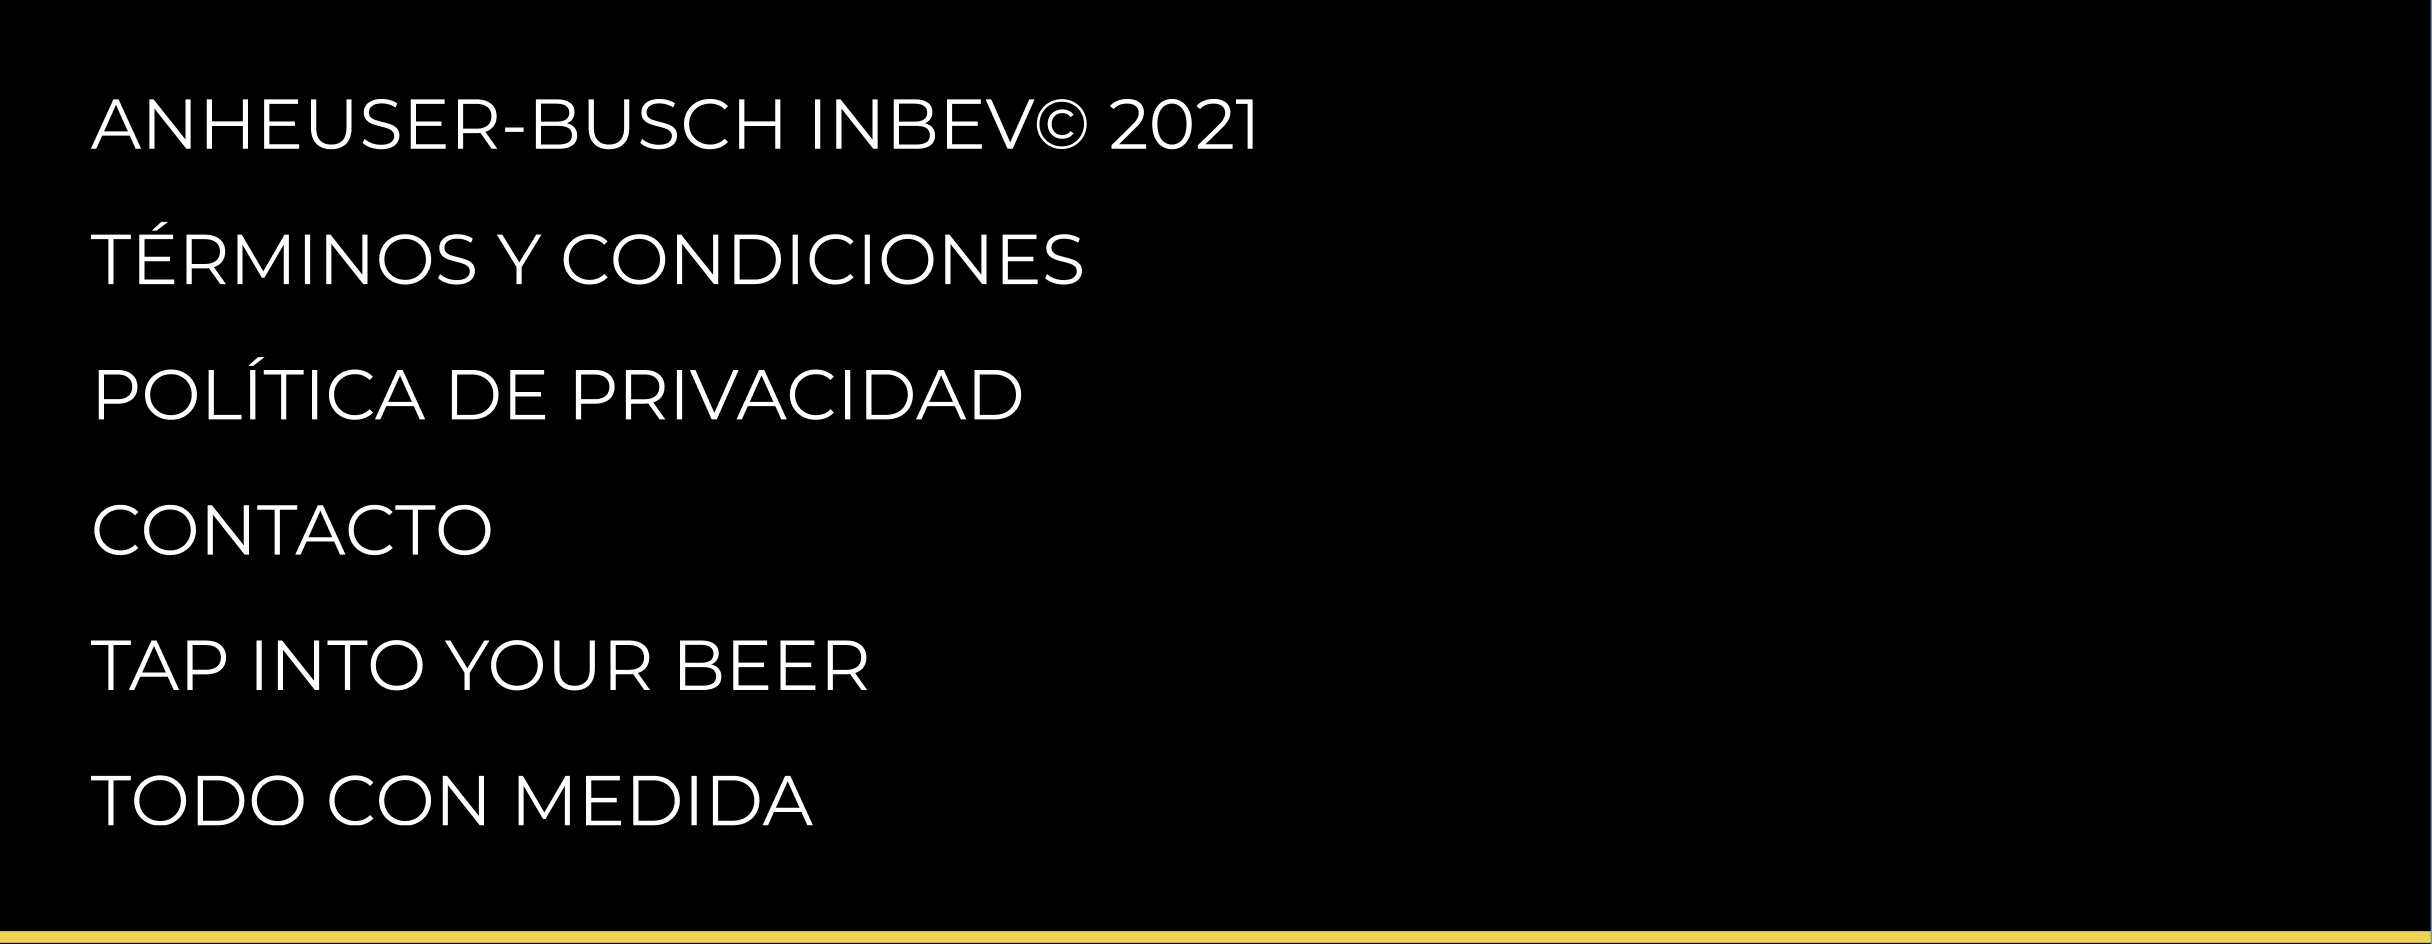 ANHEUSER-BUSCH INBEV© 2021
TÉRMINOS Y CONDICIONES
POLÍTICA DE PRIVACIDAD
CONTACTO
TAP INTO YOUR BEER
TODO CON MEDIDA